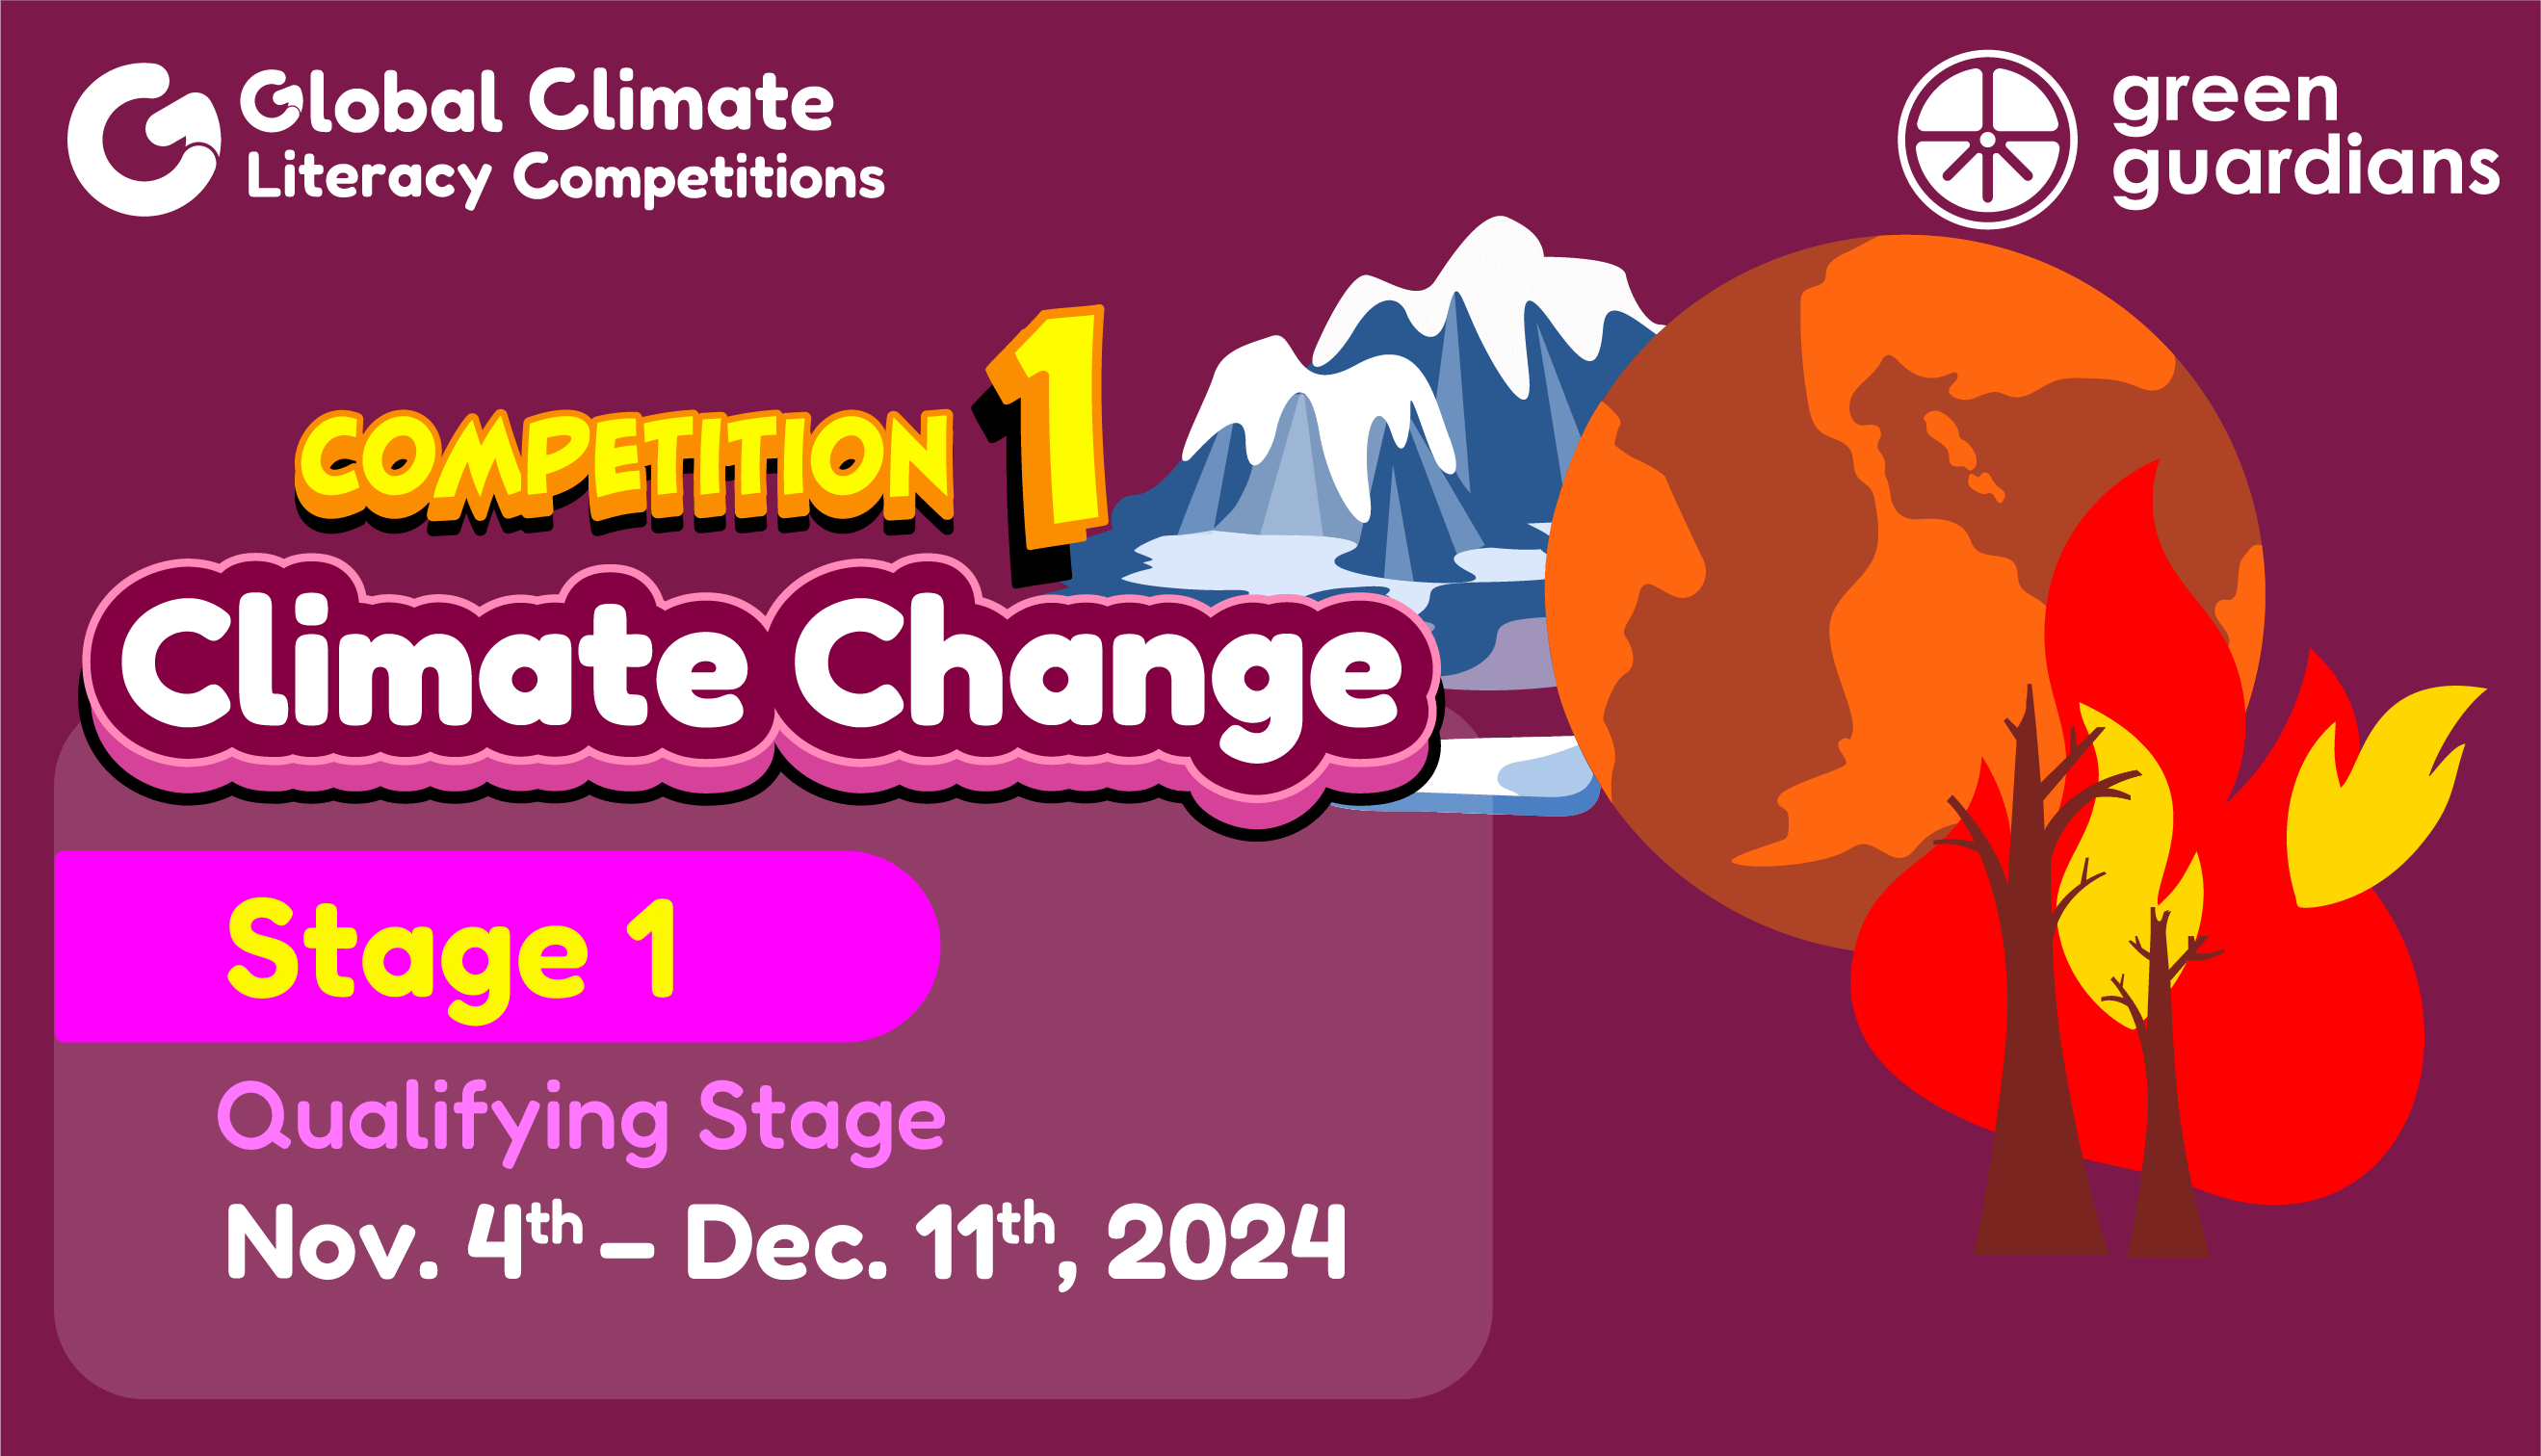 Global Climate
Literacy Competitions
green
guardians
COMPETITION 1
Climate Change
Stage 1
Qualifying Stage
Nov. 4th – Dec. 11th, 2024